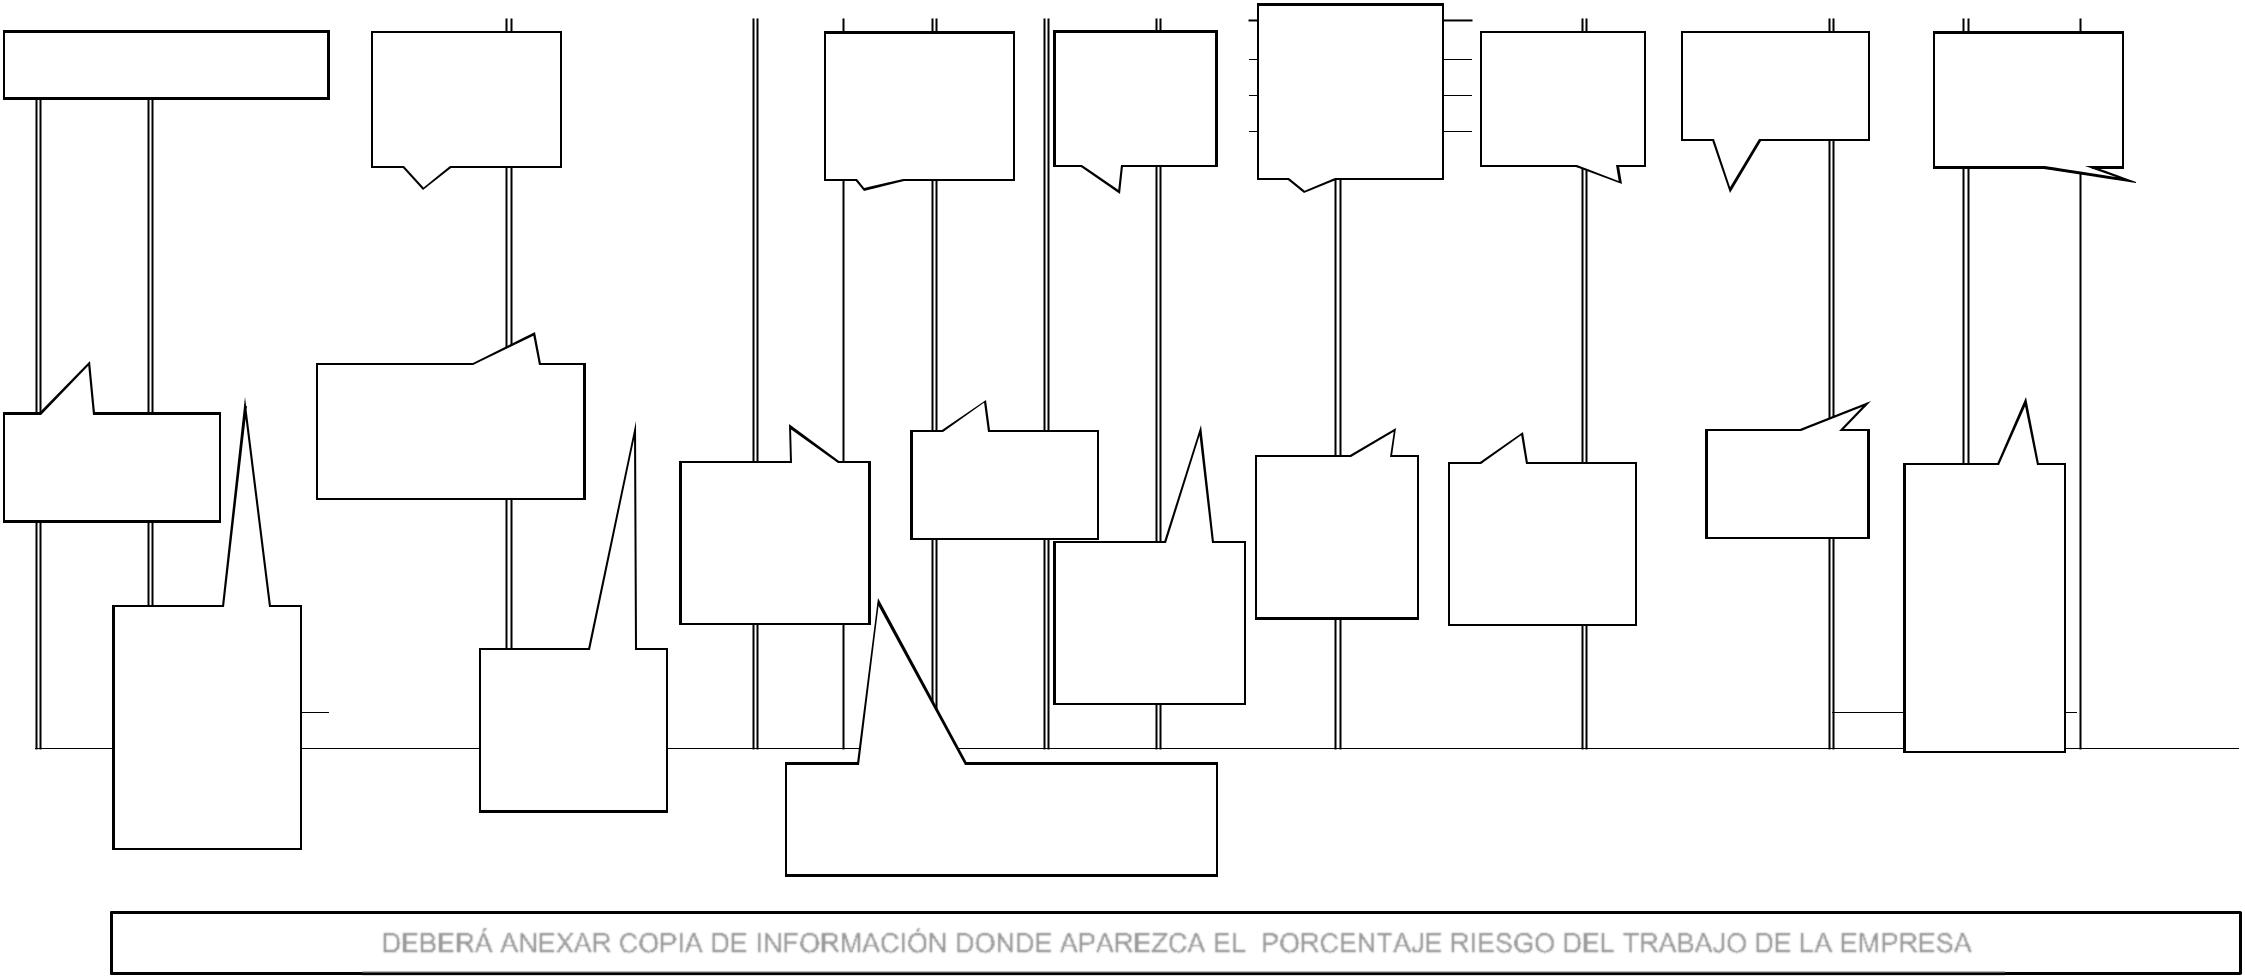 DEBERÁ ANEXAR COPIA DE INFORMACIÓN DONDE APAREZCA EL  PORCENTAJE RIESGO DEL TRABAJO DE LA EMPRESA